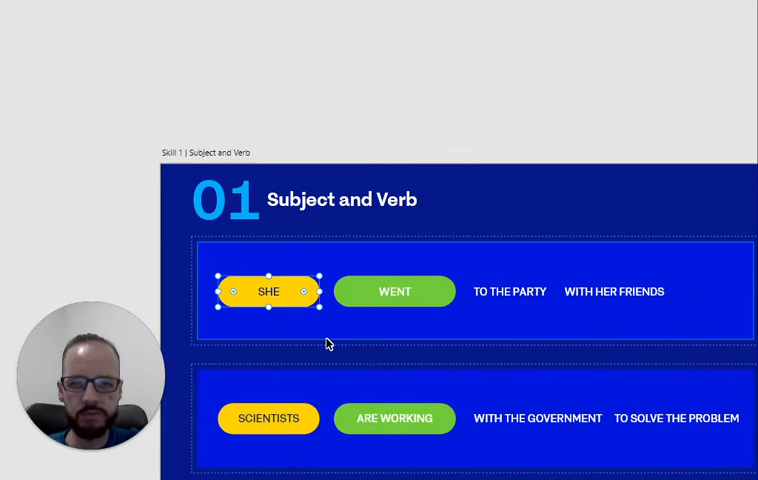 Skill 1 | Subject and Verb
01 Subject and Verb
SHE WENT TO THE PARTY WITH HER FRIENDS
SCIENTISTS ARE WORKING WITH THE GOVERNMENT TO SOLVE THE PROBLEM